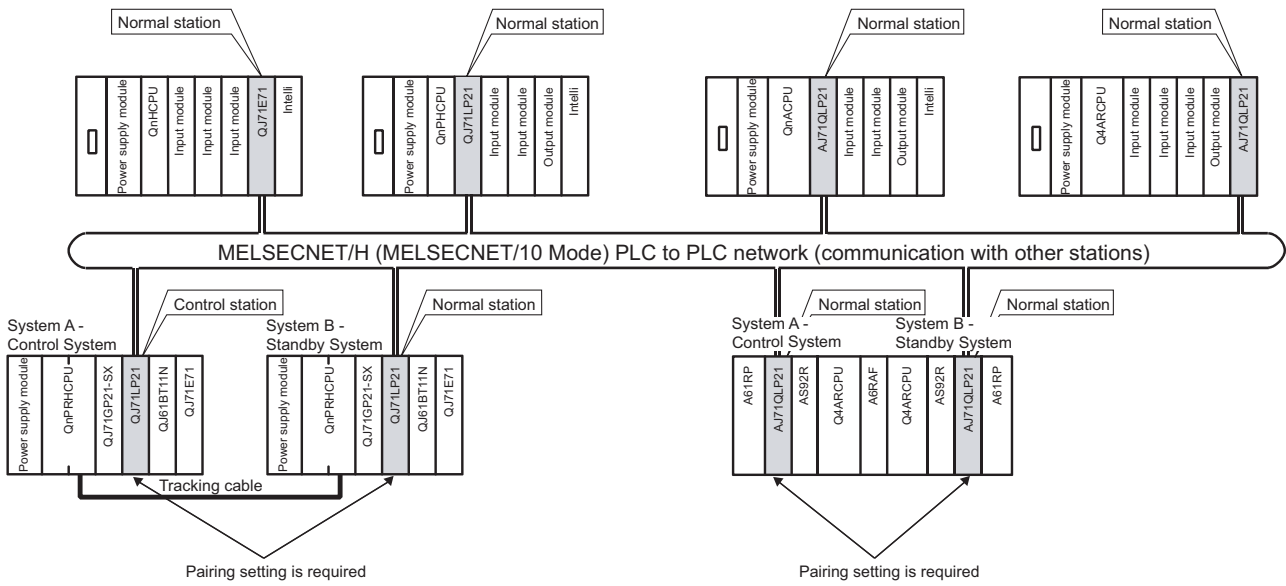 Normal station
Normal station
Normal station
Normal station
Power supply module
QnHCPU
Input module
Input module
Input module
QJ71E71
Intelli
Power supply module
QnPHCPU
QJ71LP21
Input module
Input module
Output module
Intelli
Power supply module
QnACPU
AJ71QLP21
Input module
Input module
Output module
Intelli
Power supply module
Q4ARCPU
Input module
Input module
Input module
Output module
AJ71QLP21
MELSECNET/H (MELSECNET/10 Mode) PLC to PLC network (communication with other stations)
Control station
Normal station
Normal station
Normal station
System A -
Control System
System B -
Standby System
System A -
Control System
System B -
Standby System
Power supply module
QnPRHCPU
QJ71GP21-SX
QJ71LP21
QJ61BT11N
QJ71E71
Power supply module
QnPRHCPU
QJ71GP21-SX
QJ71LP21
QJ61BT11N
QJ71E71
A61RP
AJ71QLP21
AS92R
Q4ARCPU
A6RAF
Q4ARCPU
AS92R
AJ71QLP21
A61RP
Tracking cable
Pairing setting is required
Pairing setting is required